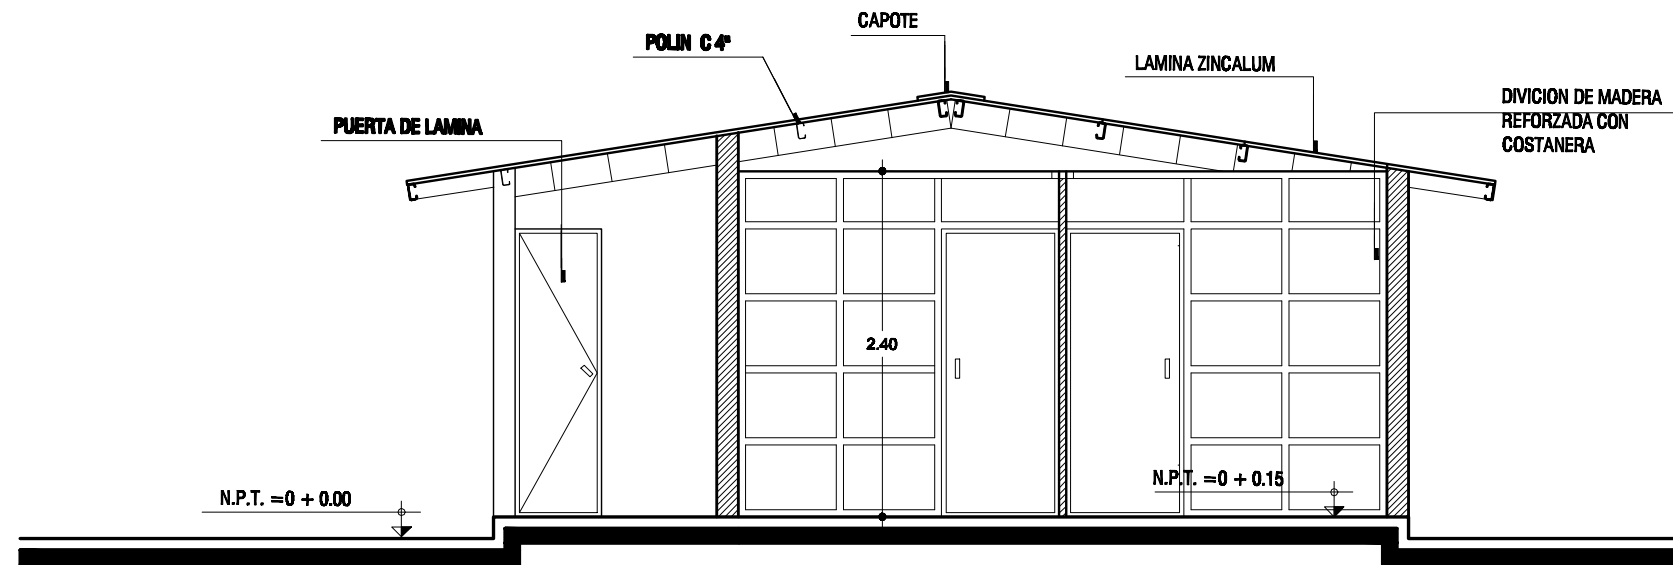 CAPOTE
POLIN C 4"
LAMINA ZINCALUM
DIVICION DE MADERA
REFORZADA CON
COSTANERA
PUERTA DE LAMINA
2.40
N.P.T. =0 + 0.15
N.P.T. =0 + 0.00